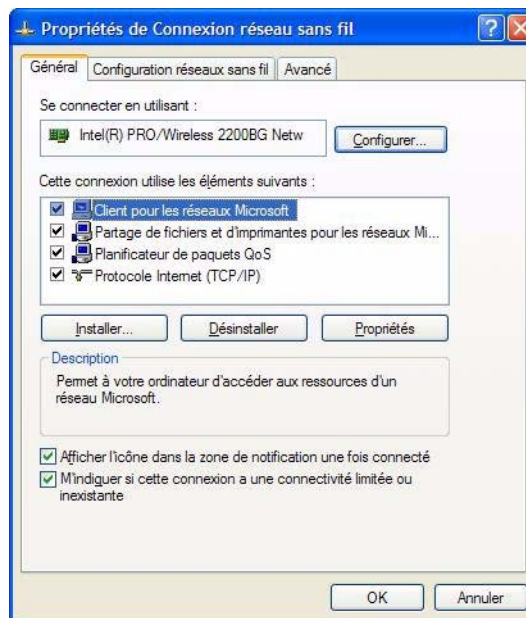 Propriétés de Connexion réseau sans fil
Général
Configuration réseaux sans fil
Avancé
Se connecter en utilisant :
Intel(R) PRO/Wireless 2200BG Netw
Configurer...
Cette connexion utilise les éléments suivants :
Client pour les réseaux Microsoft
Partage de fichiers et d'imprimantes pour les réseaux Mi...
Planificateur de paquets QoS
Protocole Internet (TCP/IP)
Installer...
Désinstaller
Propriétés
Description
Permet à votre ordinateur d'accéder aux ressources d'un
réseau Microsoft.
Afficher l'icône dans la zone de notification une fois connecté
M'indiquer si cette connexion a une connectivité limitée ou
inexistante
OK
Annuler